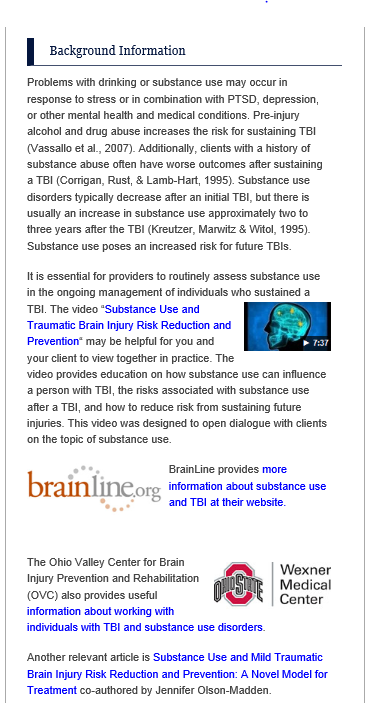 Background Information
Problems with drinking or substance use may occur in
response to stress or in combination with PTSD, depression,
or other mental health and medical conditions. Pre-injury
alcohol and drug abuse increases the risk for sustaining TBI
(Vassallo et al., 2007). Additionally, clients with a history of
substance abuse often have worse outcomes after sustaining
a TBI (Corrigan, Rust, & Lamb-Hart, 1995). Substance use
disorders typically decrease after an initial TBI, but there is
usually an increase in substance use approximately two to
three years after the TBI (Kreutzer, Marwitz & Witol, 1995).
Substance use poses an increased risk for future TBIs.
It is essential for providers to routinely assess substance use
in the ongoing management of individuals who sustained a
TBI. The video “Substance Use and
Traumatic Brain Injury Risk Reduction and
Prevention“ may be helpful for you and
your client to view together in practice. The
7:37
video provides education on how substance use can influence
a person with TBI, the risks associated with substance use
after a TBI, and how to reduce risk from sustaining future
injuries. This video was designed to open dialogue with clients
on the topic of substance use.
brainline.org
BrainLine provides more
information about substance use
and TBI at their website.
The Ohio Valley Center for Brain
Injury Prevention and Rehabilitation
(OVC) also provides useful
information about working with
individuals with TBI and substance use disorders.
OHIO STATE
Wexner
Medical
Center
Another relevant article is Substance Use and Mild Traumatic
Brain Injury Risk Reduction and Prevention: A Novel Model for
Treatment co-authored by Jennifer Olson-Madden.